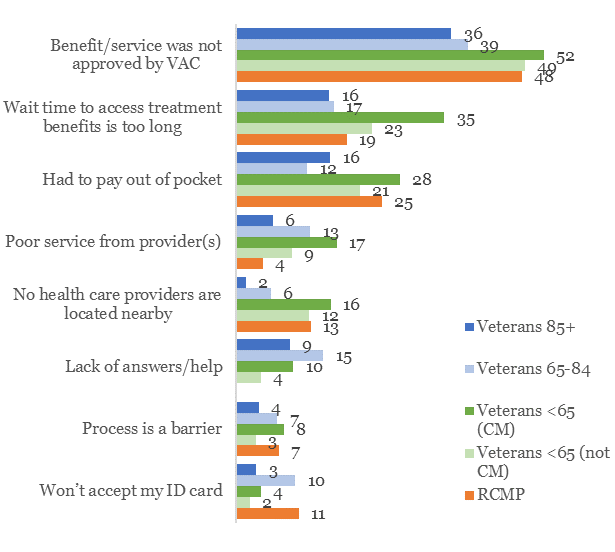 36
39
Benefit/service was not
approved by VAC
52
49
48
16
17
Wait time to access treatment
benefits is too long
35
23
19
16
12
Had to pay out of pocket
28
21
25
6
13
Poor service from provider(s)
17
9
4
2
6
No health care providers are
located nearby
16
12
13
9
15
Lack of answers/help
10
4
4
7
Process is a barrier
8
3
7
3
10
Won't accept my ID card
4
2
11
Veterans 85+
Veterans 65-84
Veterans <65
(CM)
Veterans <65 (not
CM)
RCMP